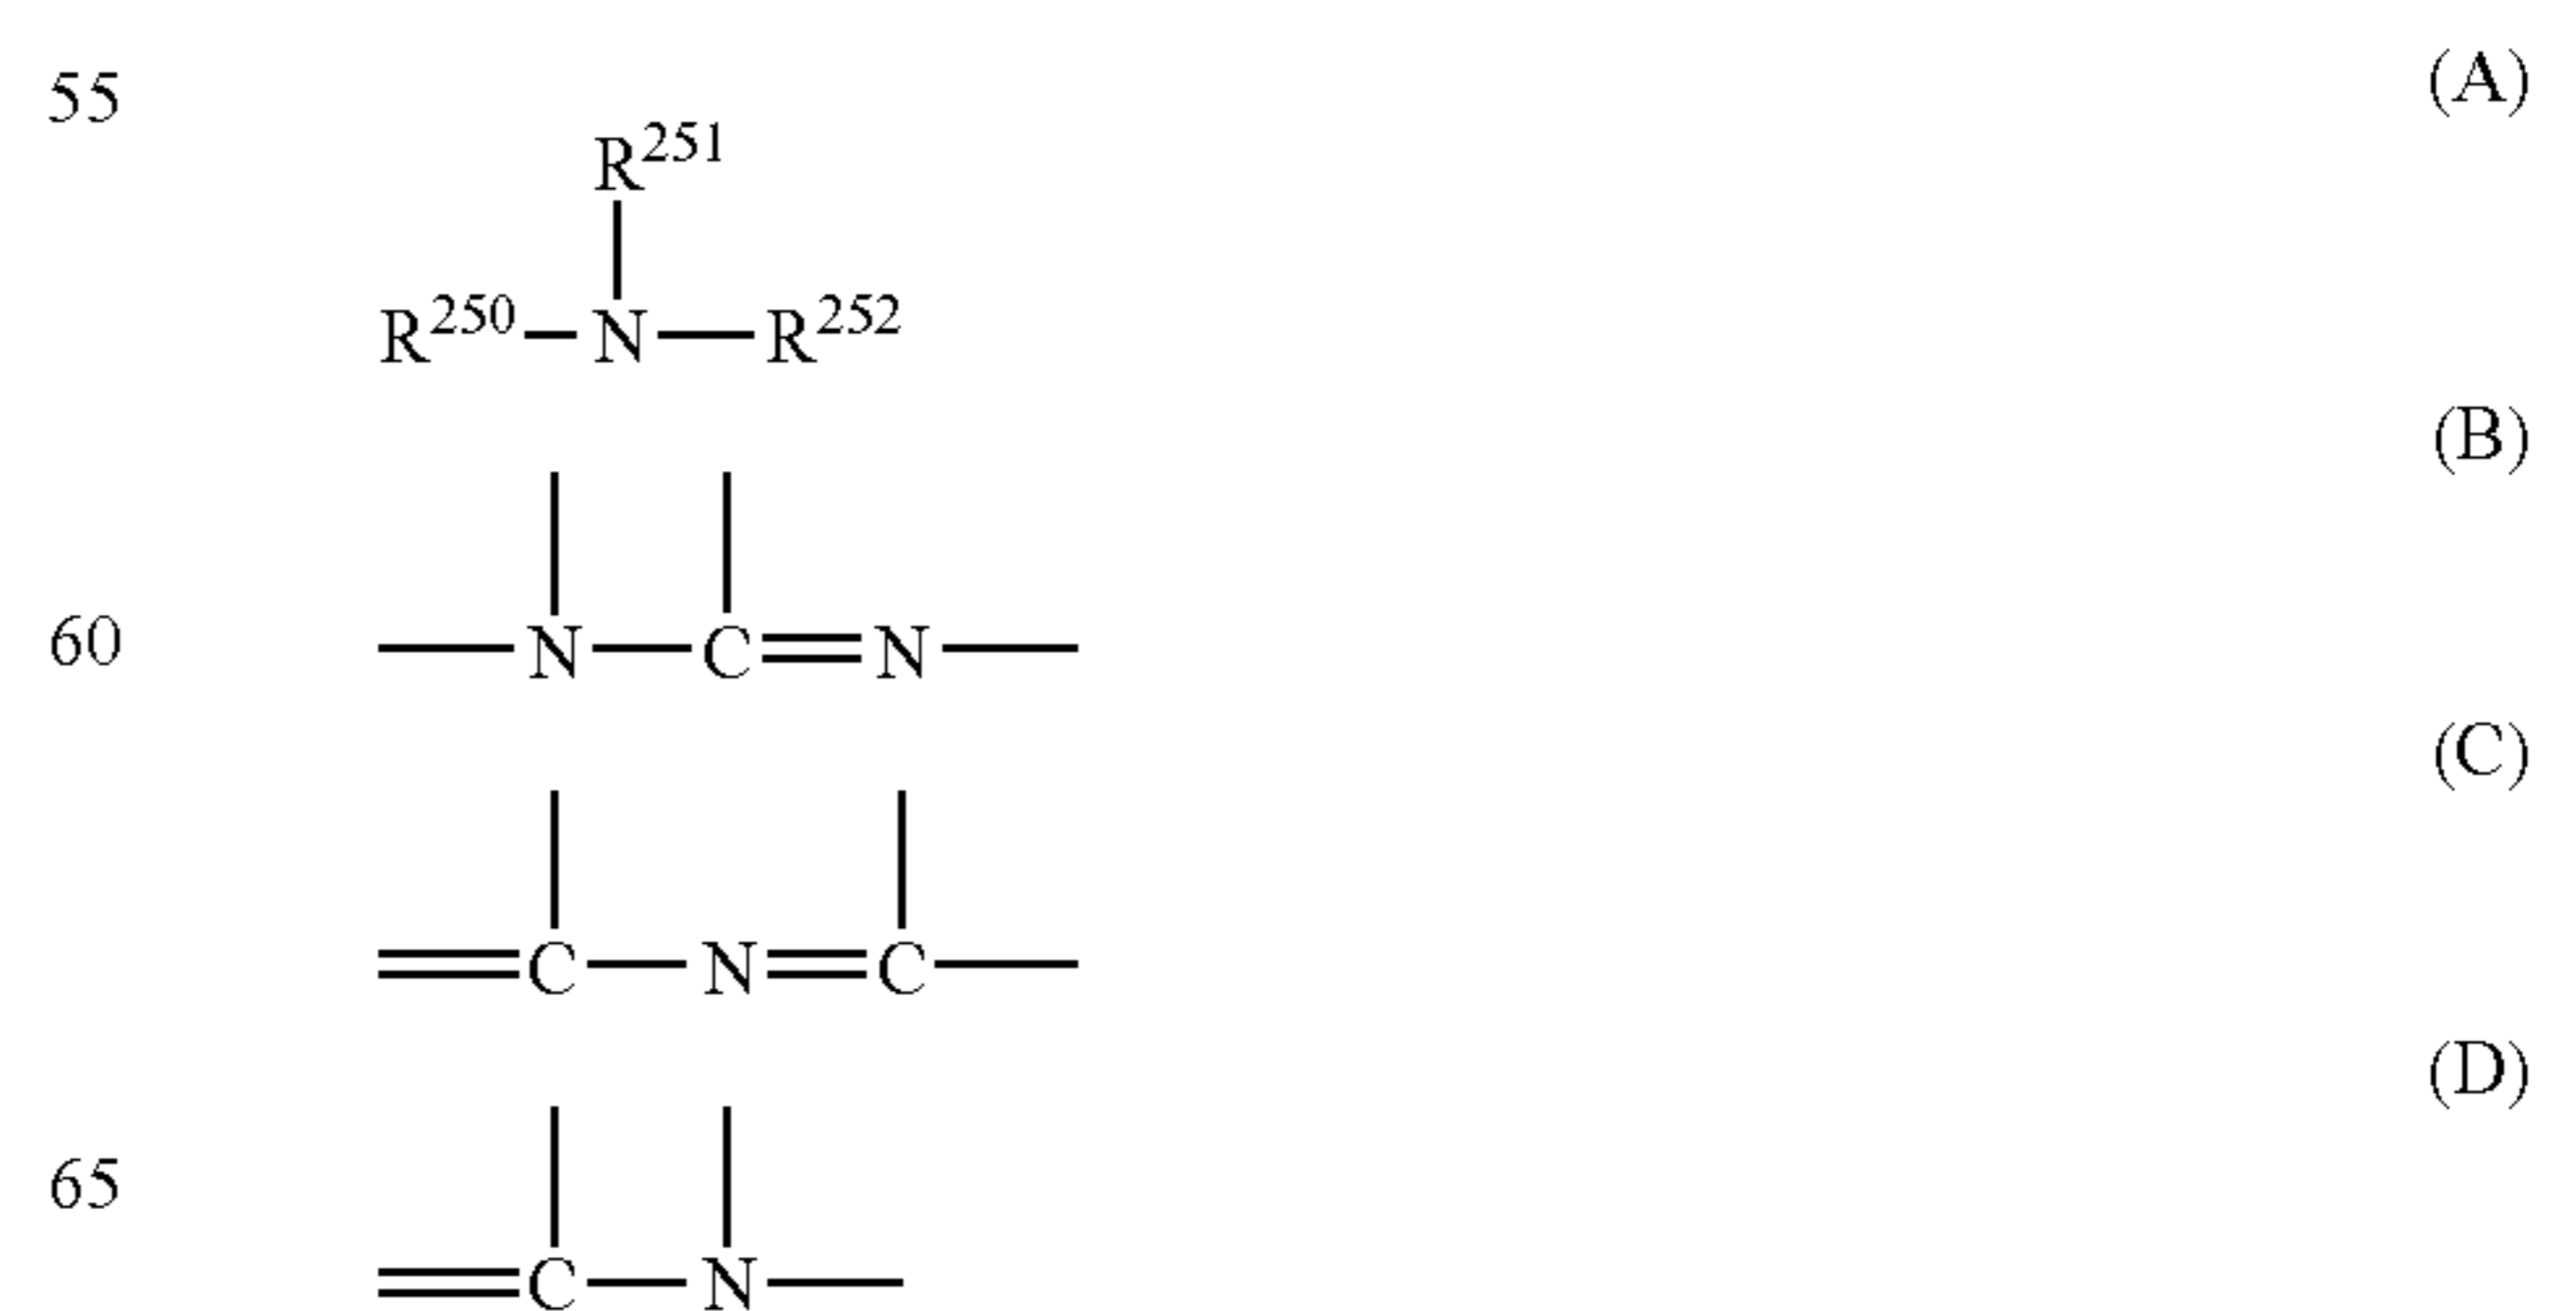 55 (A)
R251
R250—N—R252
(B)
60 —N—C=N—
(C)
=C—N=C—
(D)
65
=C—N—